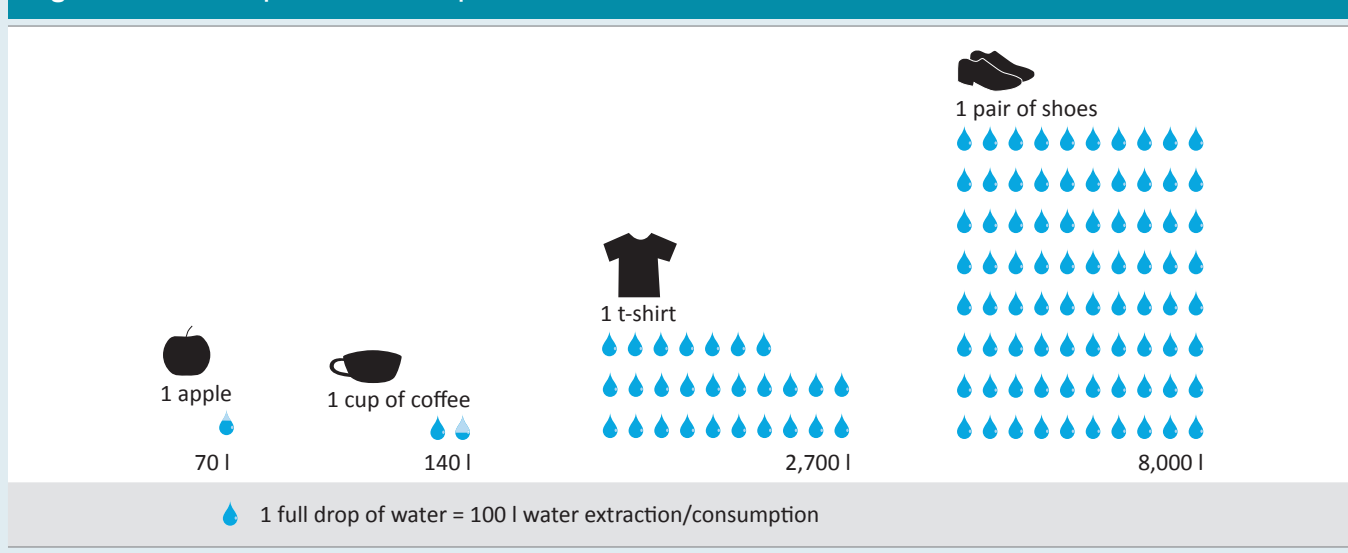 1 pair of shoes
1 t-shirt
1 apple
1 cup of coffee
70 l
140 l
2,700 l
8,000 l
1 full drop of water = 100 l water extraction/consumption